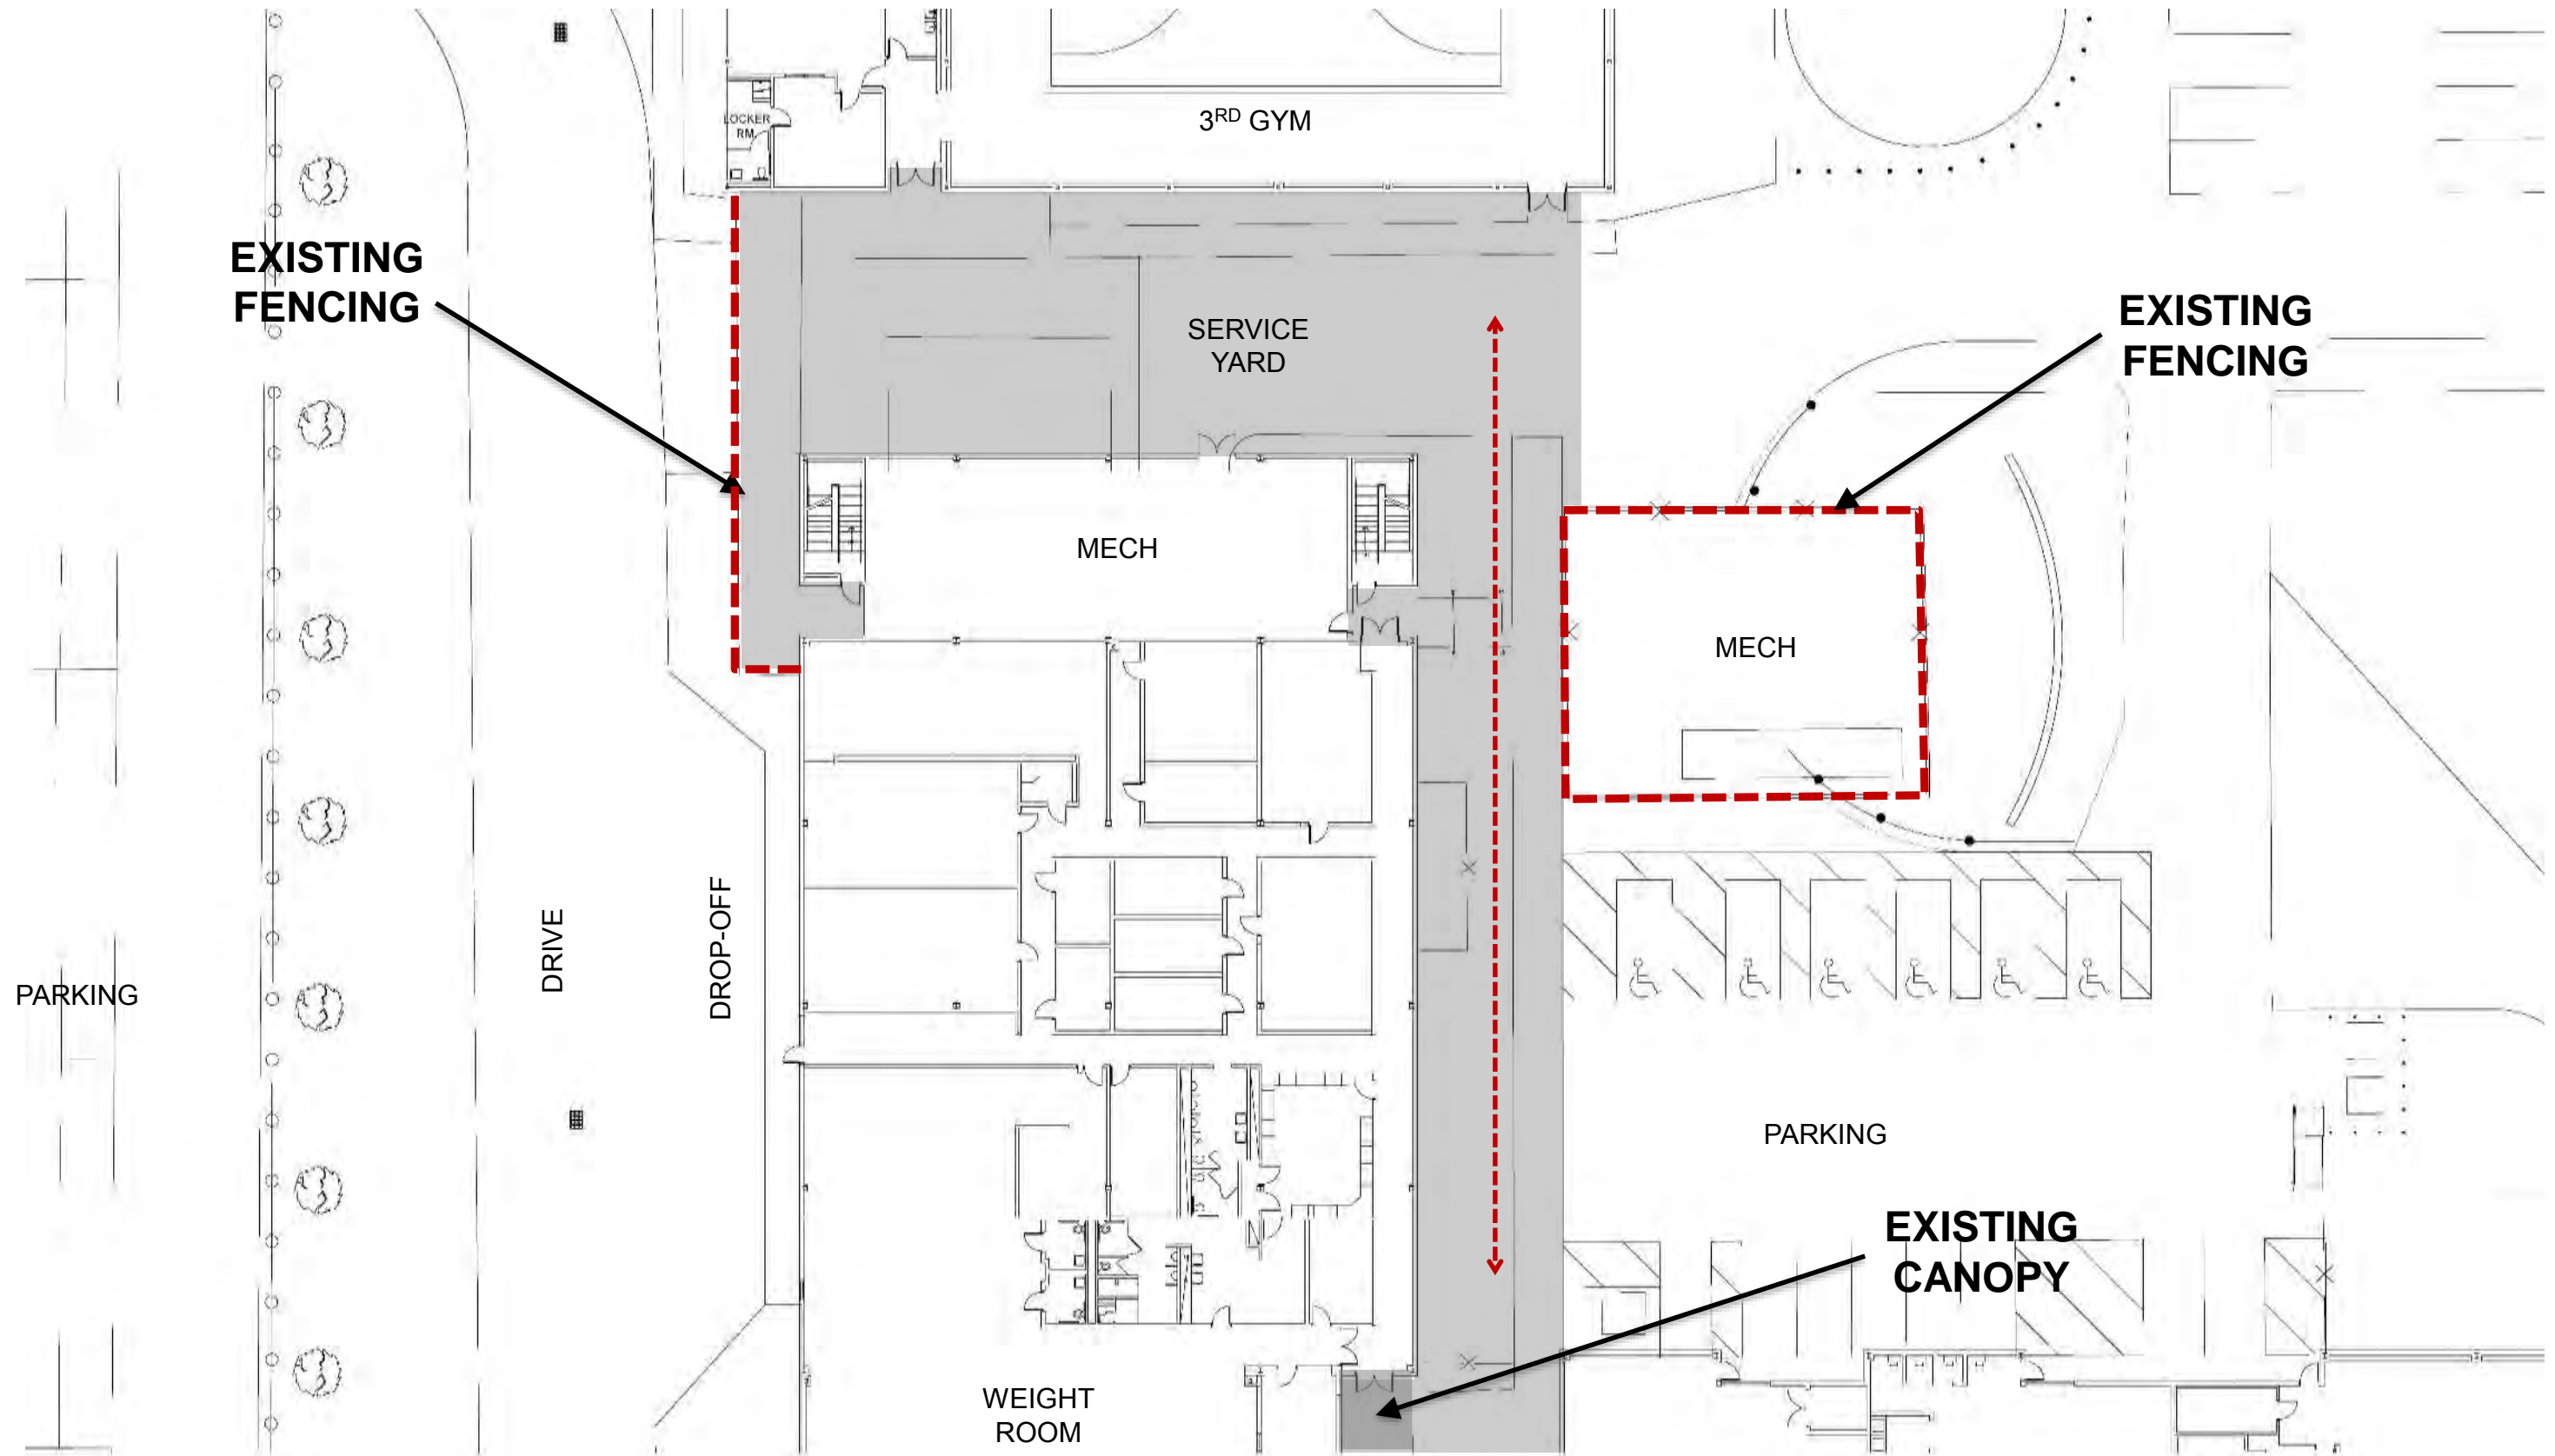 LOCKER
RM
3RD GYM
EXISTING
FENCING
SERVICE
YARD
EXISTING
FENCING
MECH
MECH
DRIVE
DROP-OFF
PARKING
PARKING
EXISTING
CANOPY
WEIGHT
ROOM